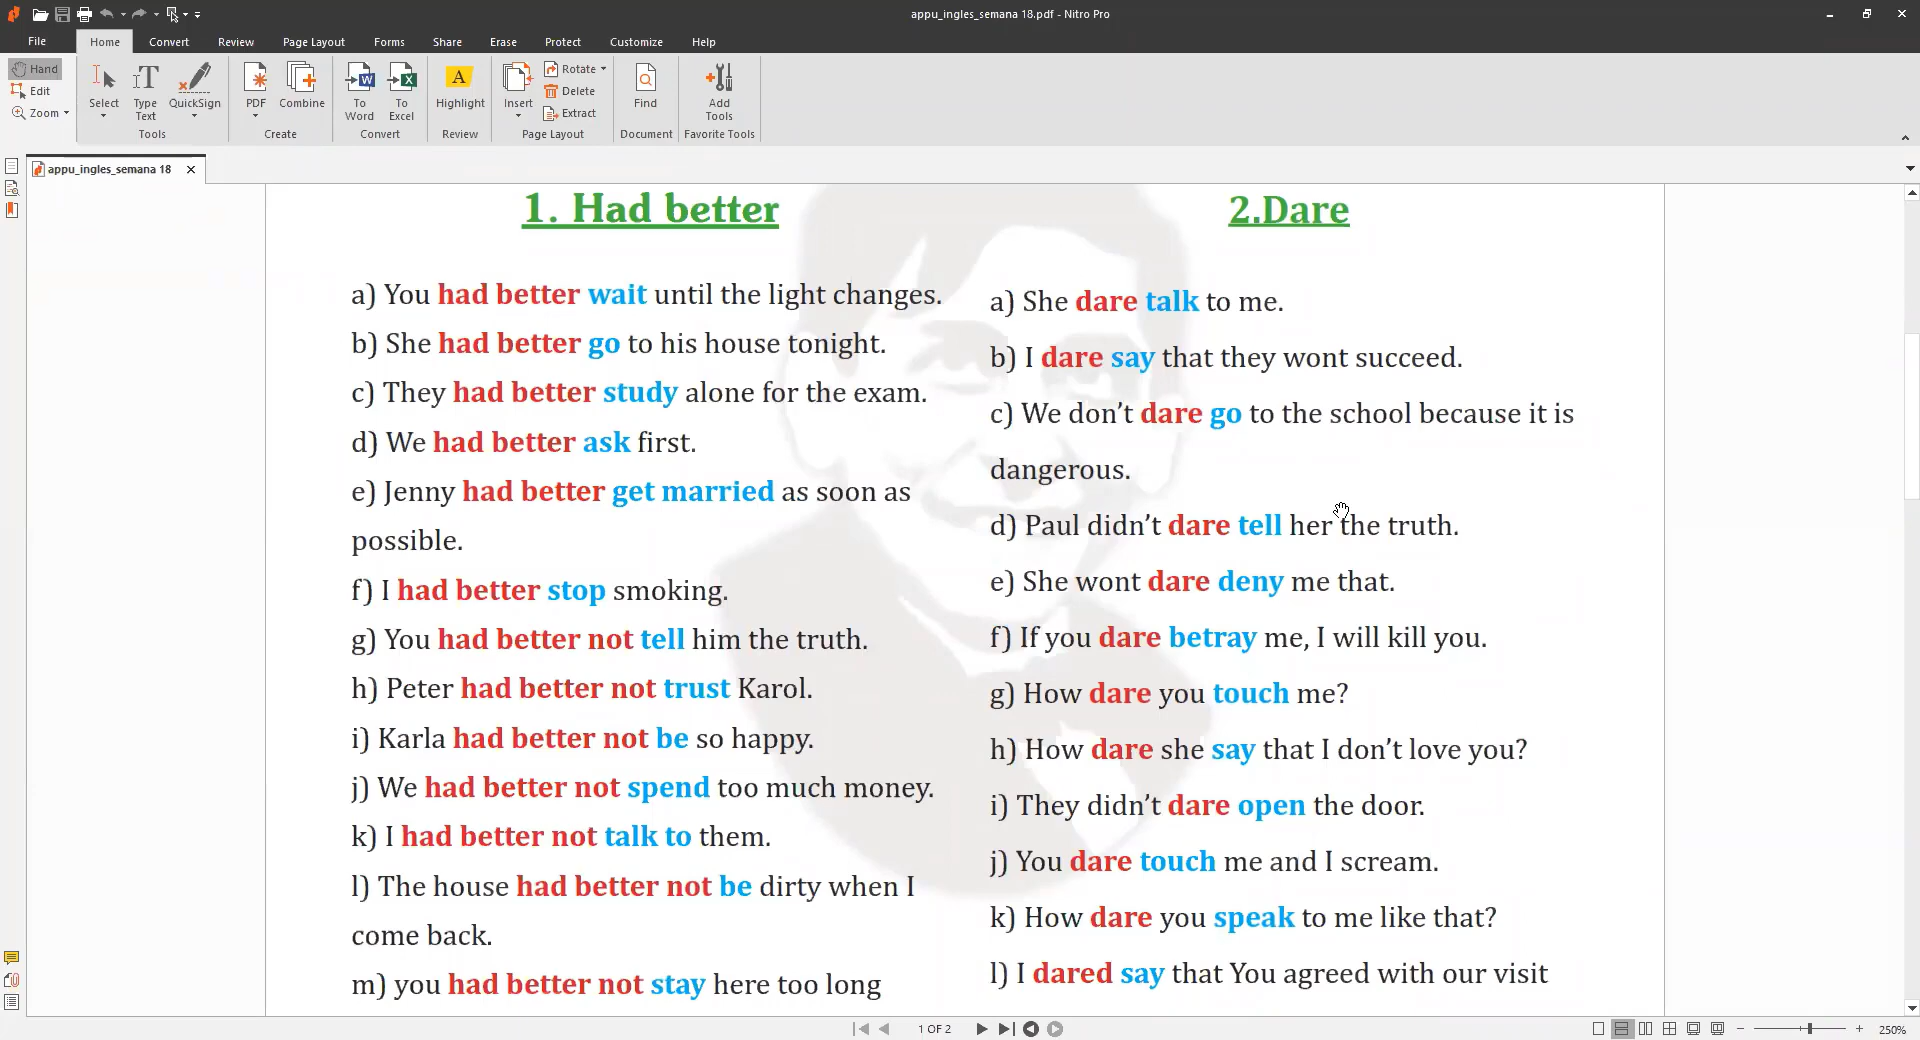 appu_ingles_semana 18.pdf - Nitro Pro
File Home Convert Review Page Layout Forms Share Erase Protect Customize Help
Hand
Edit
Zoom
Select
Type Text
QuickSign
Tools
PDF
Combine
Create
To Word
To Excel
Convert
Highlight
Review
Insert
Rotate
Delete
Extract
Page Layout
Find
Document
Add Tools
Favorite Tools
appu_ingles_semana 18
1. Had better
a) You had better wait until the light changes.
b) She had better go to his house tonight.
c) They had better study alone for the exam.
d) We had better ask first.
e) Jenny had better get married as soon as
possible.
f) I had better stop smoking.
g) You had better not tell him the truth.
h) Peter had better not trust Karol.
i) Karla had better not be so happy.
j) We had better not spend too much money.
k) I had better not talk to them.
l) The house had better not be dirty when I
come back.
m) you had better not stay here too long
2.Dare
a) She dare talk to me.
b) I dare say that they wont succeed.
c) We don't dare go to the school because it is
dangerous.
d) Paul didn't dare tell her the truth.
e) She wont dare deny me that.
f) If you dare betray me, I will kill you.
g) How dare you touch me?
h) How dare she say that I don't love you?
i) They didn't dare open the door.
j) You dare touch me and I scream.
k) How dare you speak to me like that?
l) I dared say that You agreed with our visit
1 OF 2
250%